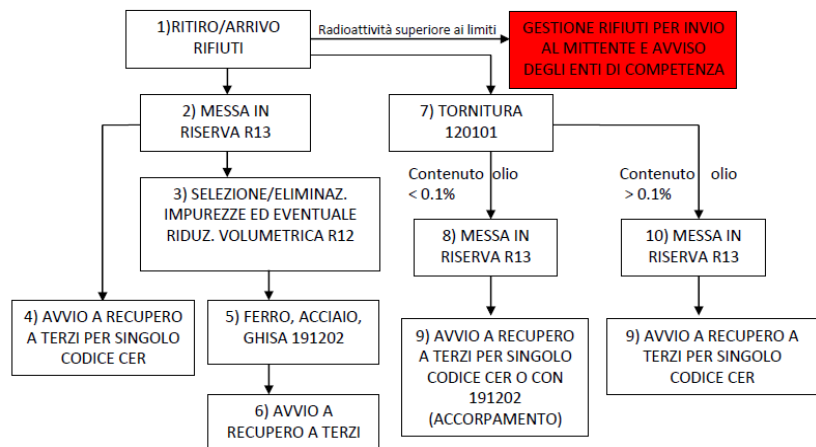 1)RITIRO/ARRIVO
RIFIUTI
Radioattività superiore ai limiti
GESTIONE RIFIUTI PER INVIO
AL MITTENTE E AVVISO
DEGLI ENTI DI COMPETENZA
2) MESSA IN
RISERVA R13
7) TORNITURA
120101
3) SELEZIONE/ELIMINAZ.
IMPUREZZE ED EVENTUALE
RIDUZ. VOLUMETRICA R12
Contenuto olio
< 0.1%
Contenuto olio
> 0.1%
8) MESSA IN
RISERVA R13
10) MESSA IN
RISERVA R13
4) AVVIO A RECUPERO
A TERZI PER SINGOLO
CODICE CER
5) FERRO, ACCIAIO,
GHISA 191202
9) AVVIO A RECUPERO
A TERZI PER SINGOLO
CODICE CER O CON
191202
(ACCORPAMENTO)
9) AVVIO A RECUPERO A
TERZI PER SINGOLO
CODICE CER
6) AVVIO A
RECUPERO A TERZI